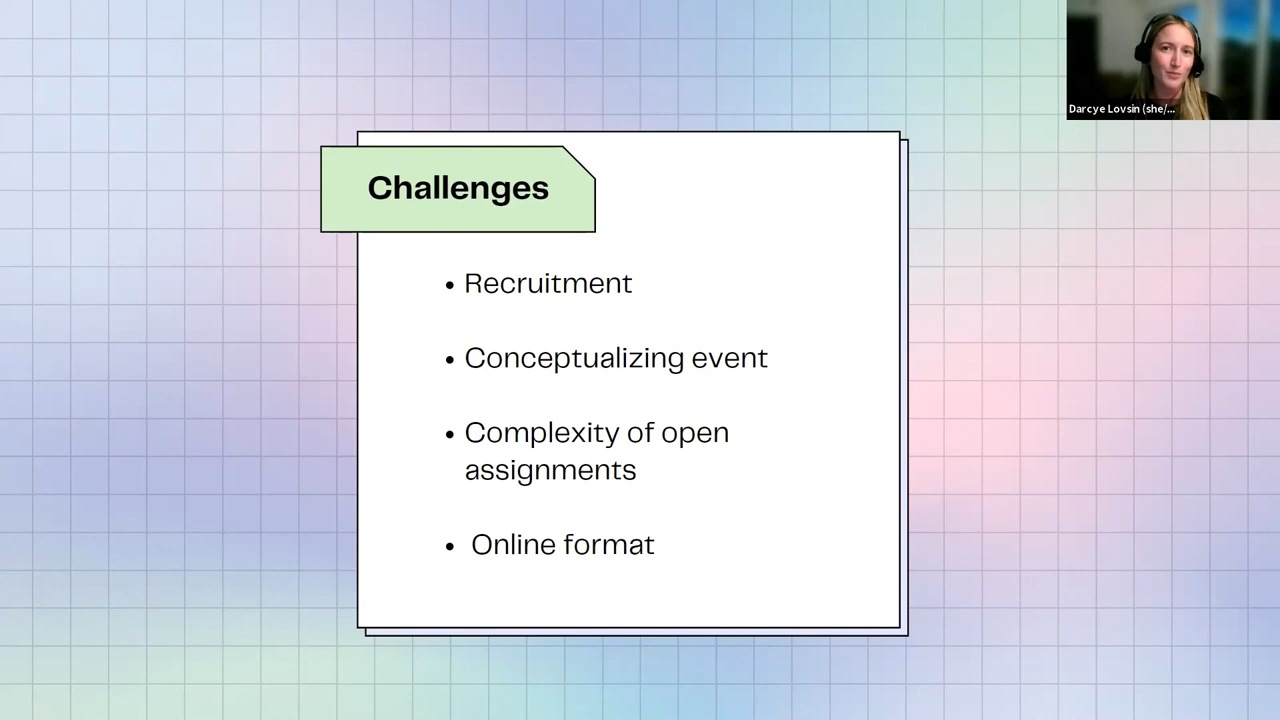 Darcye Lovsin (she/...
Challenges
• Recruitment
• Conceptualizing event
• Complexity of open
assignments
• Online format